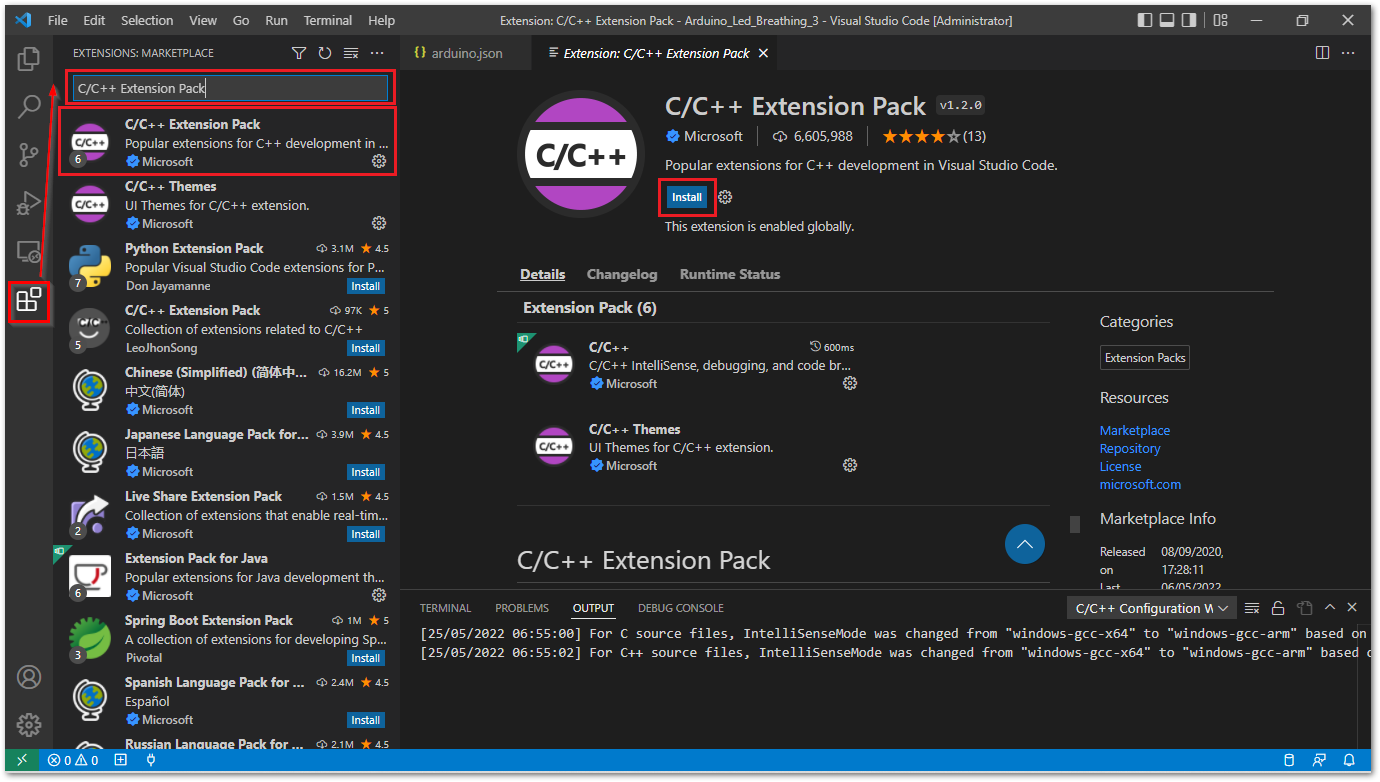 File Edit Selection View Go Run Terminal Help
Extension: C/C++ Extension Pack - Arduino_Led_Breathing_3 - Visual Studio Code [Administrator]
EXTENSIONS: MARKETPLACE
C/C++ Extension Pack
C/C++
6
C/C++ Extension Pack
Popular extensions for C++ development in ...
Microsoft
C/C++
C/C++ Themes
UI Themes for C/C++ extension.
Microsoft
7
Python Extension Pack 3.1M 4.5
Popular Visual Studio Code extensions for P...
Don Jayamanne Install
5
C/C++ Extension Pack 97K 5
Collection of extensions related to C/C++
LeoJhonSong Install
Chinese (Simplified) (简体中... 16.2M 5
中文(简体)
Microsoft Install
Japanese Language Pack for... 3.9M 4.5
日本語
Microsoft Install
2
Live Share Extension Pack 1.5M 4.5
Collection of extensions that enable real-tim...
Microsoft Install
6
Extension Pack for Java
Popular extensions for Java development th...
Microsoft
3
Spring Boot Extension Pack 1M 5
A collection of extensions for developing Sp...
Pivotal Install
Spanish Language Pack for ... 2.4M 4.5
Español
Microsoft Install
Russian Language Pack for ... 2.1M 4.5
{} arduino.json
Extension: C/C++ Extension Pack
C/C++
C/C++ Extension Pack v1.2.0
Microsoft 6,605,988 (13)
Popular extensions for C++ development in Visual Studio Code.
Install
This extension is enabled globally.
Details Changelog Runtime Status
Extension Pack (6)
C/C++
C/C++ 600ms
C/C++ IntelliSense, debugging, and code br...
Microsoft
C/C++
C/C++ Themes
UI Themes for C/C++ extension.
Microsoft
C/C++ Extension Pack
Categories
Extension Packs
Resources
Marketplace
Repository
License
microsoft.com
Marketplace Info
Released on 08/09/2020, 17:28:11
Last 06/05/2022
TERMINAL PROBLEMS OUTPUT DEBUG CONSOLE
C/C++ Configuration W
[25/05/2022 06:55:00] For C source files, IntelliSenseMode was changed from "windows-gcc-x64" to "windows-gcc-arm" based on
[25/05/2022 06:55:02] For C++ source files, IntelliSenseMode was changed from "windows-gcc-x64" to "windows-gcc-arm" based
0 0